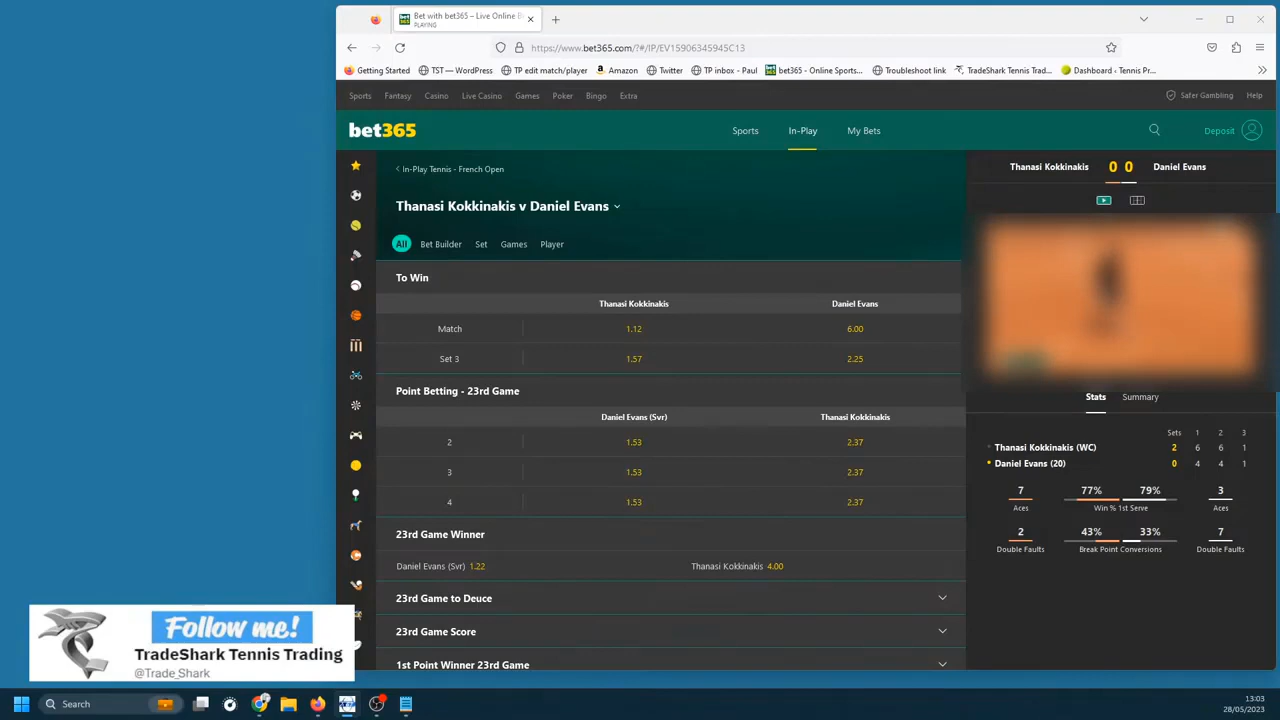 Bet with bet365 – Live Online B
PLAYING
https://www.bet365.com/?#/IP/EV15906345945C13
Getting Started
TST — WordPress
TP edit match/player
Amazon
Twitter
TP inbox - Paul
bet365 - Online Sports...
Troubleshoot link
TradeShark Tennis Trad...
Dashboard ‹ Tennis Pr...
Sports Fantasy Casino Live Casino Games Poker Bingo Extra
Safer Gambling Help
bet365
Sports In-Play My Bets
Deposit
In-Play Tennis - French Open
Thanasi Kokkinakis v Daniel Evans
All Bet Builder Set Games Player
To Win
Thanasi Kokkinakis Daniel Evans
Match 1.12 6.00
Set 3 1.57 2.25
Point Betting - 23rd Game
Daniel Evans (Svr) Thanasi Kokkinakis
2 1.53 2.37
3 1.53 2.37
4 1.53 2.37
23rd Game Winner
Daniel Evans (Svr) 1.22 Thanasi Kokkinakis 4.00
23rd Game to Deuce
23rd Game Score
1st Point Winner 23rd Game
Thanasi Kokkinakis 0 0 Daniel Evans
Stats Summary
Sets 1 2 3
Thanasi Kokkinakis (WC) 2 6 6 1
Daniel Evans (20) 0 4 4 1
7 77% 79% 3
Aces Win % 1st Serve Aces
2 43% 33% 7
Double Faults Break Point Conversions Double Faults
Follow me!
TradeShark Tennis Trading
@Trade_Shark
Search
13:03
28/05/2023